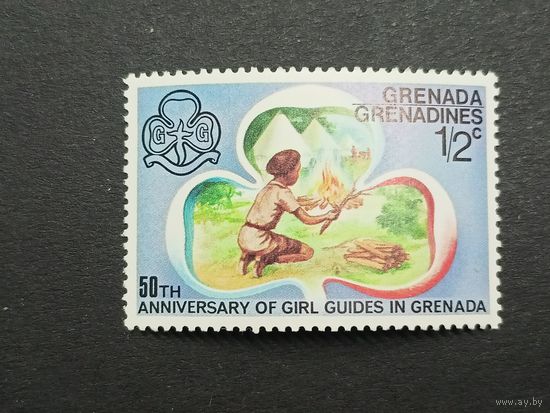 GRENADA
GRENADINES
1/2c
G G
50TH
ANNIVERSARY OF GIRL GUIDES IN GRENADA
www.ay.by